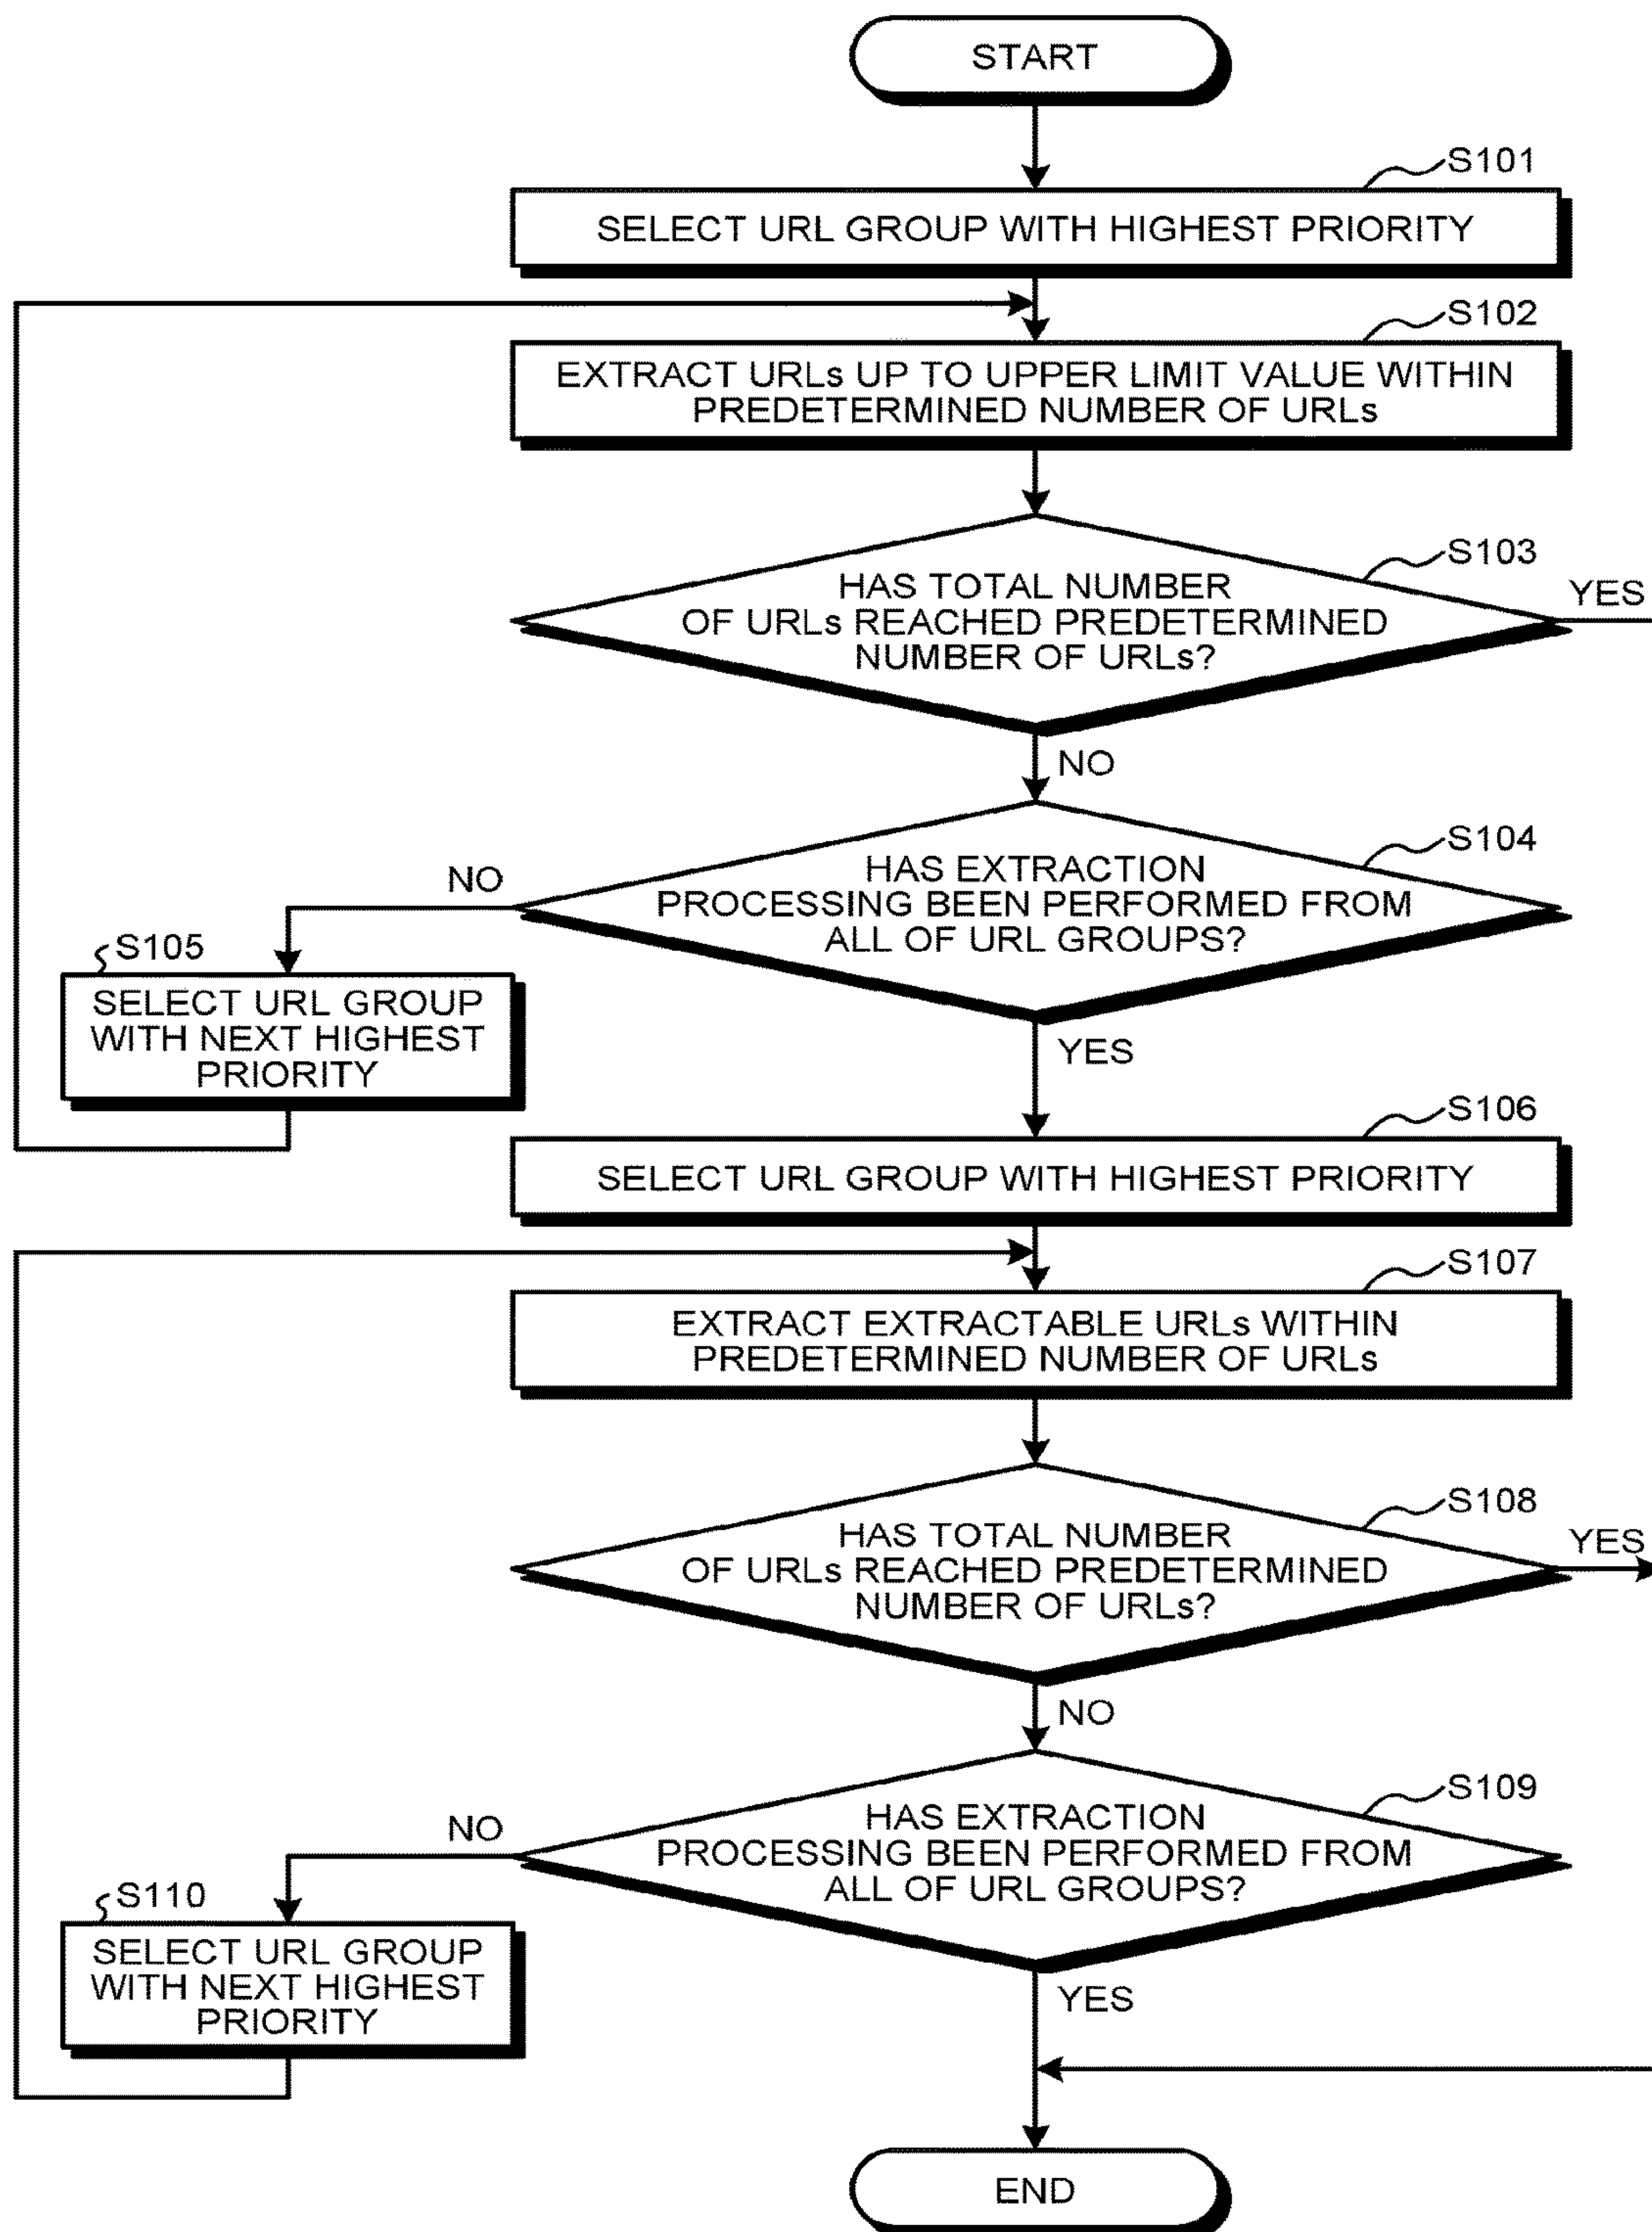 START
S101
SELECT URL GROUP WITH HIGHEST PRIORITY
S102
EXTRACT URLs UP TO UPPER LIMIT VALUE WITHIN
PREDETERMINED NUMBER OF URLs
S103
HAS TOTAL NUMBER
OF URLs REACHED PREDETERMINED
NUMBER OF URLs?
YES
NO
S104
HAS EXTRACTION
PROCESSING BEEN PERFORMED FROM
ALL OF URL GROUPS?
NO
S105
SELECT URL GROUP
WITH NEXT HIGHEST
PRIORITY
YES
S106
SELECT URL GROUP WITH HIGHEST PRIORITY
S107
EXTRACT EXTRACTABLE URLs WITHIN
PREDETERMINED NUMBER OF URLs
S108
HAS TOTAL NUMBER
OF URLs REACHED PREDETERMINED
NUMBER OF URLs?
YES
NO
S109
HAS EXTRACTION
PROCESSING BEEN PERFORMED FROM
ALL OF URL GROUPS?
NO
S110
SELECT URL GROUP
WITH NEXT HIGHEST
PRIORITY
YES
END